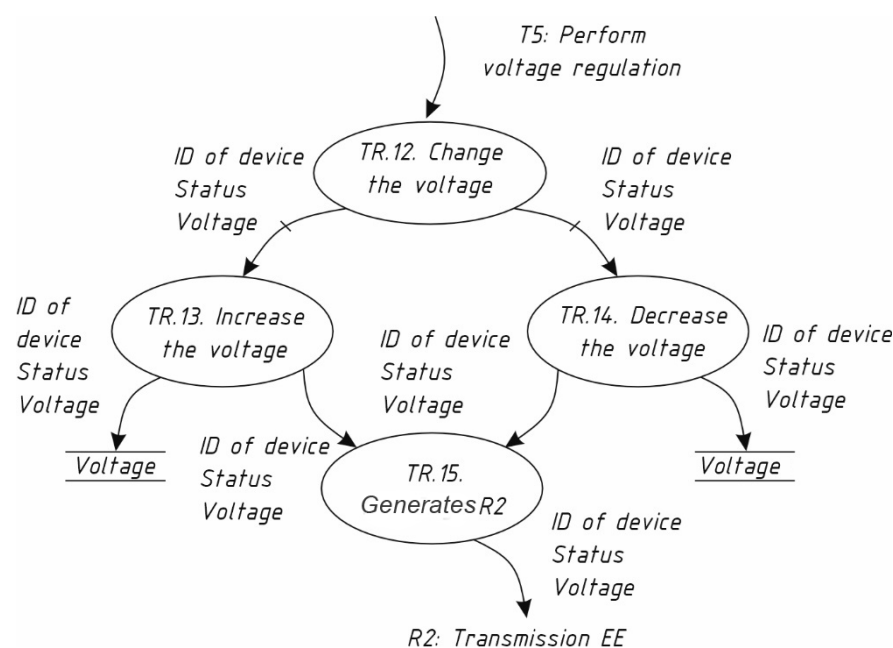 T5: Perform
voltage regulation
TR.12. Change
the voltage
ID of device
Status
Voltage
ID of device
Status
Voltage
TR.13. Increase
the voltage
TR.14. Decrease
the voltage
ID of
device
Status
Voltage
ID of device
Status
Voltage
ID of device
Status
Voltage
ID of device
Status
Voltage
Voltage
Voltage
TR.15.
Generates R2
ID of device
Status
Voltage
R2: Transmission EE